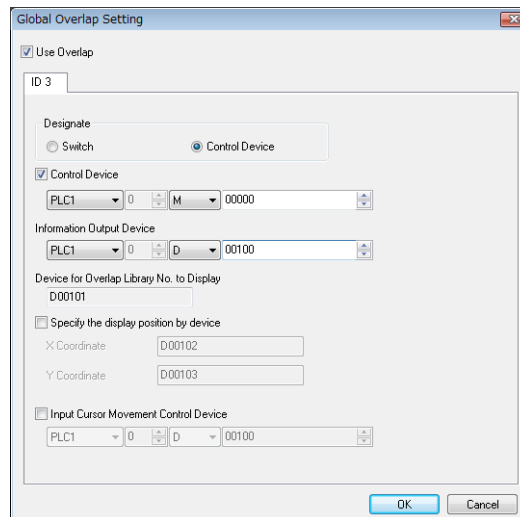 Global Overlap Setting
Use Overlap
ID 3
Designate
Switch Control Device
Control Device
PLC1 0 M 00000
Information Output Device
PLC1 0 D 00100
Device for Overlap Library No. to Display
D00101
Specify the display position by device
X Coordinate D00102
Y Coordinate D00103
Input Cursor Movement Control Device
PLC1 0 D 00100
OK Cancel